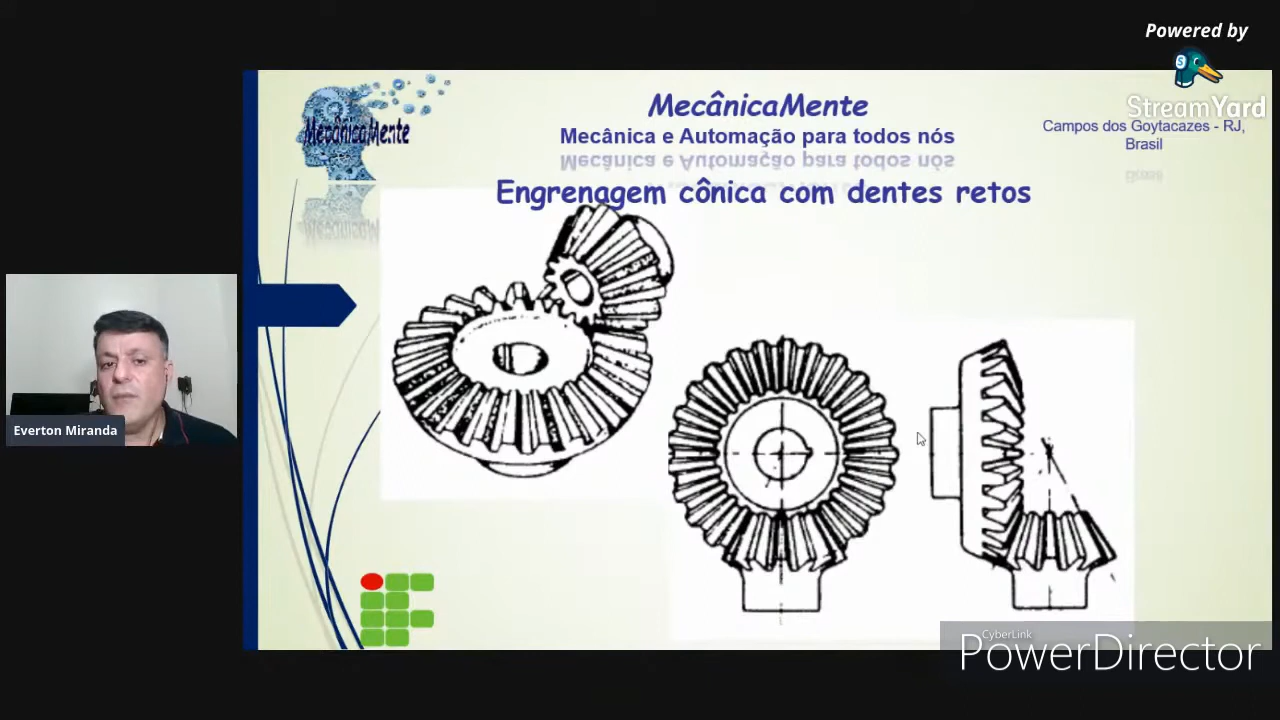 Powered by
StreamYard
MecânicaMente
MecânicaMente
Mecânica e Automação para todos nós
Campos dos Goytacazes - RJ,
Brasil
Engrenagem cônica com dentes retos
Everton Miranda
CyberLink
PowerDirector